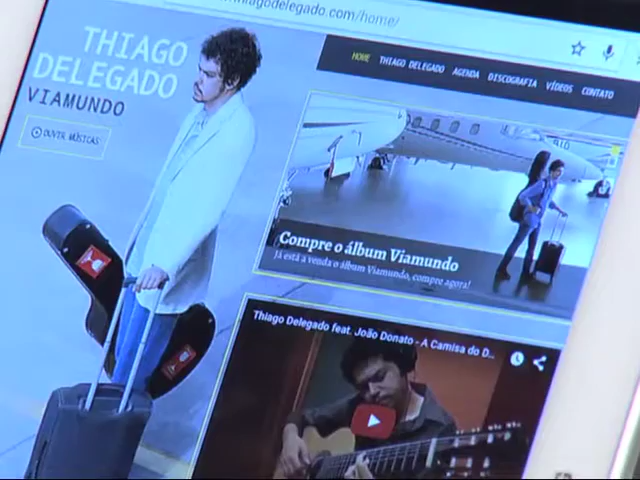 thiagodelegado.com/home/
THIAGO
DELEGADO
VIAMUNDO
OUVIR MÚSICAS
HOME THIAGO DELEGADO AGENDA DISCOGRAFIA VÍDEOS CONTATO
Compre o álbum Viamundo
Já está a venda o álbum Viamundo, compre agora!
Thiago Delegado feat. João Donato - A Camisa do D...